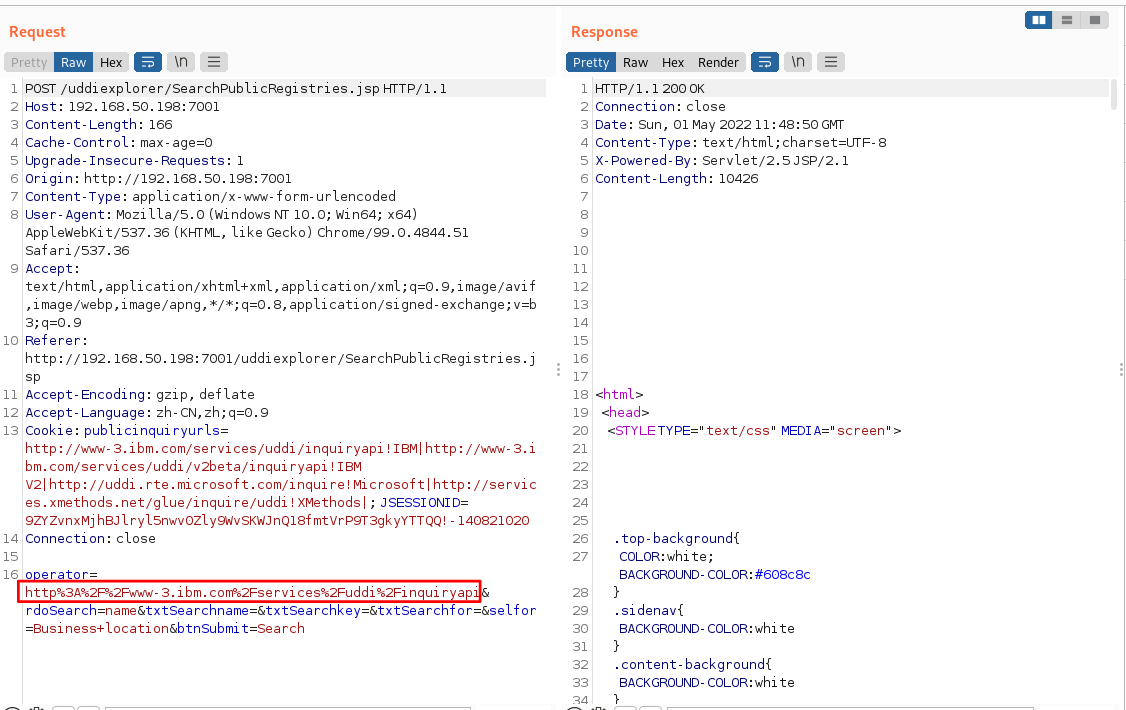 Request
Pretty Raw Hex \n
1 POST /uddiexplorer/SearchPublicRegistries.jsp HTTP/1.1
2 Host: 192.168.50.198:7001
3 Content-Length: 166
4 Cache-Control: max-age=0
5 Upgrade-Insecure-Requests: 1
6 Origin: http://192.168.50.198:7001
7 Content-Type: application/x-www-form-urlencoded
8 User-Agent: Mozilla/5.0 (Windows NT 10.0; Win64; x64)
AppleWebKit/537.36 (KHTML, like Gecko) Chrome/99.0.4844.51
Safari/537.36
9 Accept:
text/html,application/xhtml+xml,application/xml;q=0.9,image/avif
,image/webp,image/apng,*/*;q=0.8,application/signed-exchange;v=b
3;q=0.9
10 Referer:
http://192.168.50.198:7001/uddiexplorer/SearchPublicRegistries.j
sp
11 Accept-Encoding: gzip, deflate
12 Accept-Language: zh-CN,zh;q=0.9
13 Cookie: publicinquiryurls=
http://www-3.ibm.com/services/uddi/inquiryapi!IBM|http://www-3.i
bm.com/services/uddi/v2beta/inquiryapi!IBM
V2|http://uddi.rte.microsoft.com/inquire!Microsoft|http://servic
es.xmethods.net/glue/inquire/uddi!XMethods|; JSESSIONID=
9ZYZvnxMjhBJlryl5nwv0Zly9WvSKWJnQ18fmtVrP9T3gkyYTTQQ!-140821020
14 Connection: close
15
16 operator=
http%3A%2F%2Fwww-3.ibm.com%2Fservices%2Fuddi%2Finquiryapi&
rdoSearch=name&txtSearchname=&txtSearchkey=&txtSearchfor=&selfor
=Business+location&btnSubmit=Search
Response
Pretty Raw Hex Render \n
1 HTTP/1.1 200 OK
2 Connection: close
3 Date: Sun, 01 May 2022 11:48:50 GMT
4 Content-Type: text/html;charset=UTF-8
5 X-Powered-By: Servlet/2.5 JSP/2.1
6 Content-Length: 10426
7
8
9
10
11
12
13
14
15
16
17
18 <html>
19 <head>
20 <STYLE TYPE="text/css" MEDIA="screen">
21
22
23
24
25
26 .top-background{
27 COLOR:white;
BACKGROUND-COLOR:#608c8c
28 }
29 .sidenav{
30 BACKGROUND-COLOR:white
31 }
32 .content-background{
33 BACKGROUND-COLOR:white
34 }